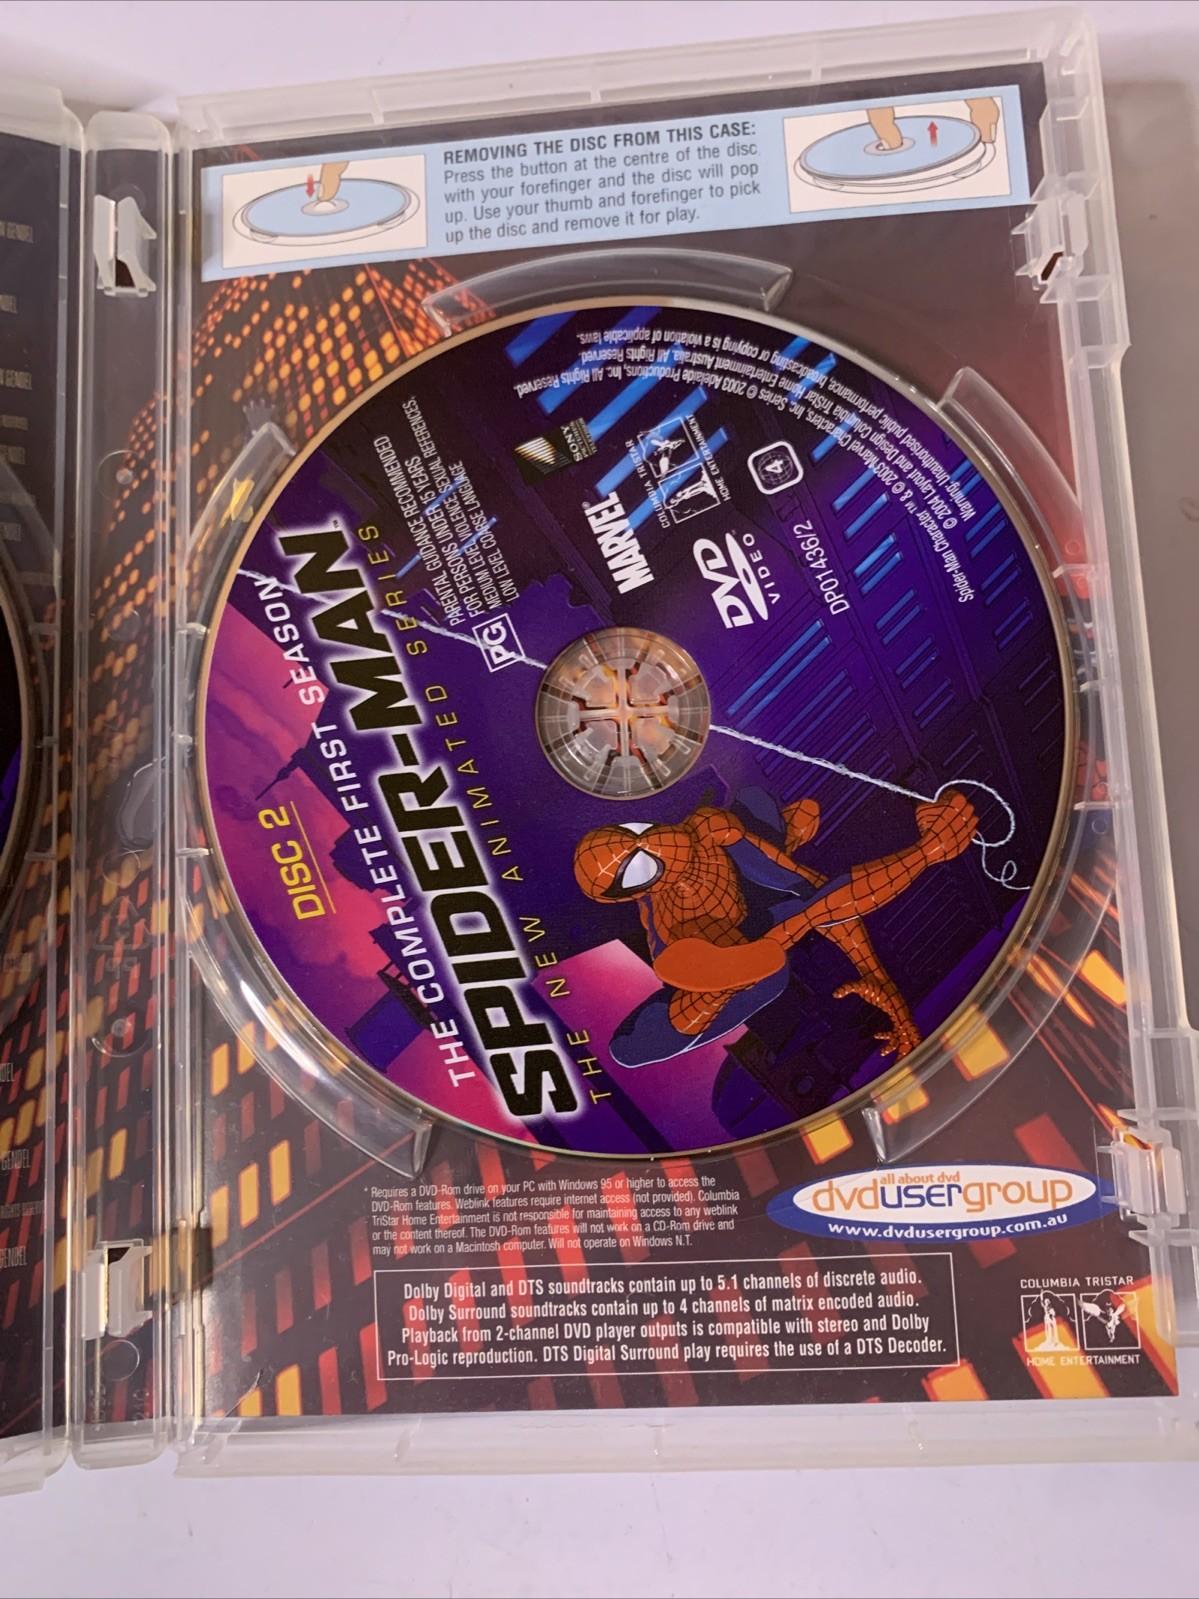 REMOVING THE DISC FROM THIS CASE:
Press the button at the centre of the disc
with your forefinger and the disc will pop
up. Use your thumb and forefinger to pick
up the disc and remove it for play.
DISC 2
THE COMPLETE FIRST SEASON
SPIDER-MAN™
THE NEW ANIMATED SERIES
PG
PARENTAL GUIDANCE RECOMMENDED
FOR PERSONS UNDER 15 YEARS
MEDIUM LEVEL VIOLENCE, SEXUAL REFERENCES,
LOW LEVEL COARSE LANGUAGE
SONY
MARVEL®
COLUMBIA TRISTAR
HOME ENTERTAINMENT
DVD
VIDEO
4
DP01436/2
Spider-Man Character ™ & © 2003 Marvel Characters, Inc. Series © 2003 Adelaide Productions, Inc. All Rights Reserved.
© 2004 Layout and Design Columbia TriStar Home Entertainment Australia. All Rights Reserved.
Warning: Unauthorised public performance, broadcasting or copying is a violation of applicable laws.
* Requires a DVD-Rom drive on your PC with Windows 95 or higher to access the
DVD-Rom features. Weblink features require internet access (not provided). Columbia
TriStar Home Entertainment is not responsible for maintaining access to any weblink
or the content thereof. The DVD-Rom features will not work on a CD-Rom drive and
may not work on a Macintosh computer. Will not operate on Windows N.T.
all about dvd
dvdusergroup
www.dvdusergroup.com.au
Dolby Digital and DTS soundtracks contain up to 5.1 channels of discrete audio.
Dolby Surround soundtracks contain up to 4 channels of matrix encoded audio.
Playback from 2-channel DVD player outputs is compatible with stereo and Dolby
Pro-Logic reproduction. DTS Digital Surround play requires the use of a DTS Decoder.
COLUMBIA TRISTAR
HOME ENTERTAINMENT